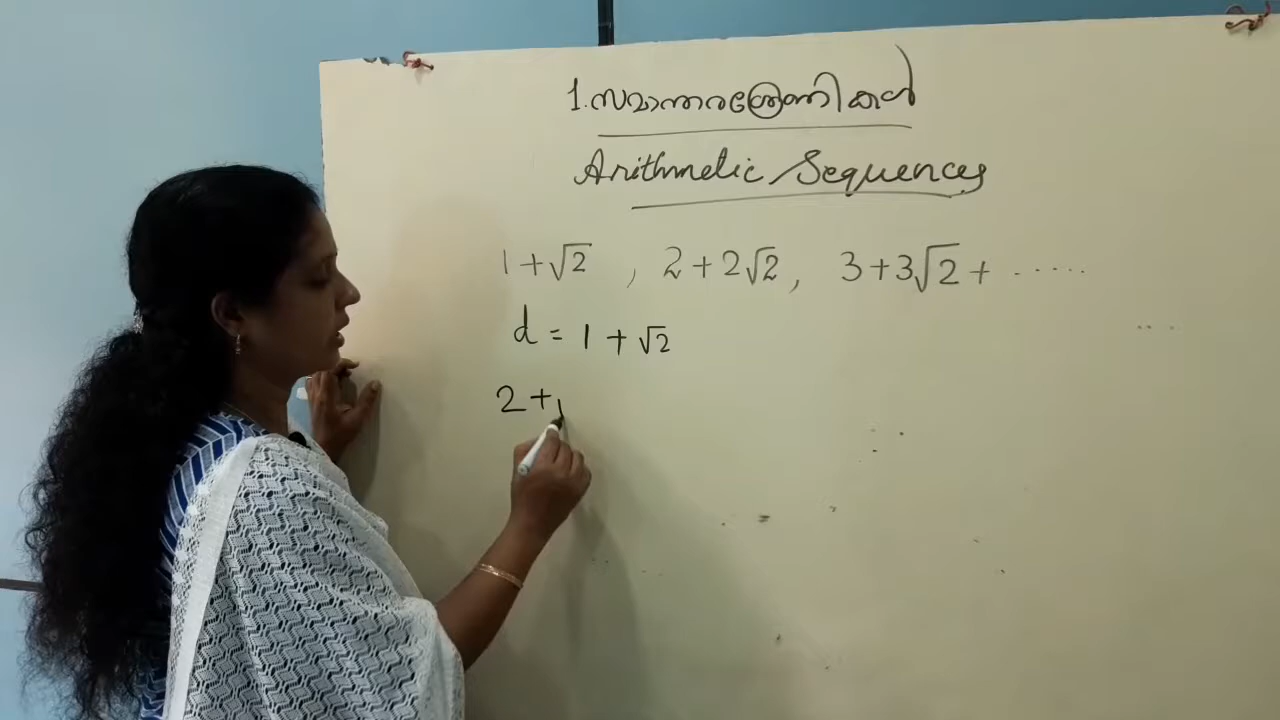 1. സമാന്തരശ്രേണികൾ
Arithmetic Sequences
1+√2 , 2+2√2, 3+3√2+ ......
d = 1 + √2
2+